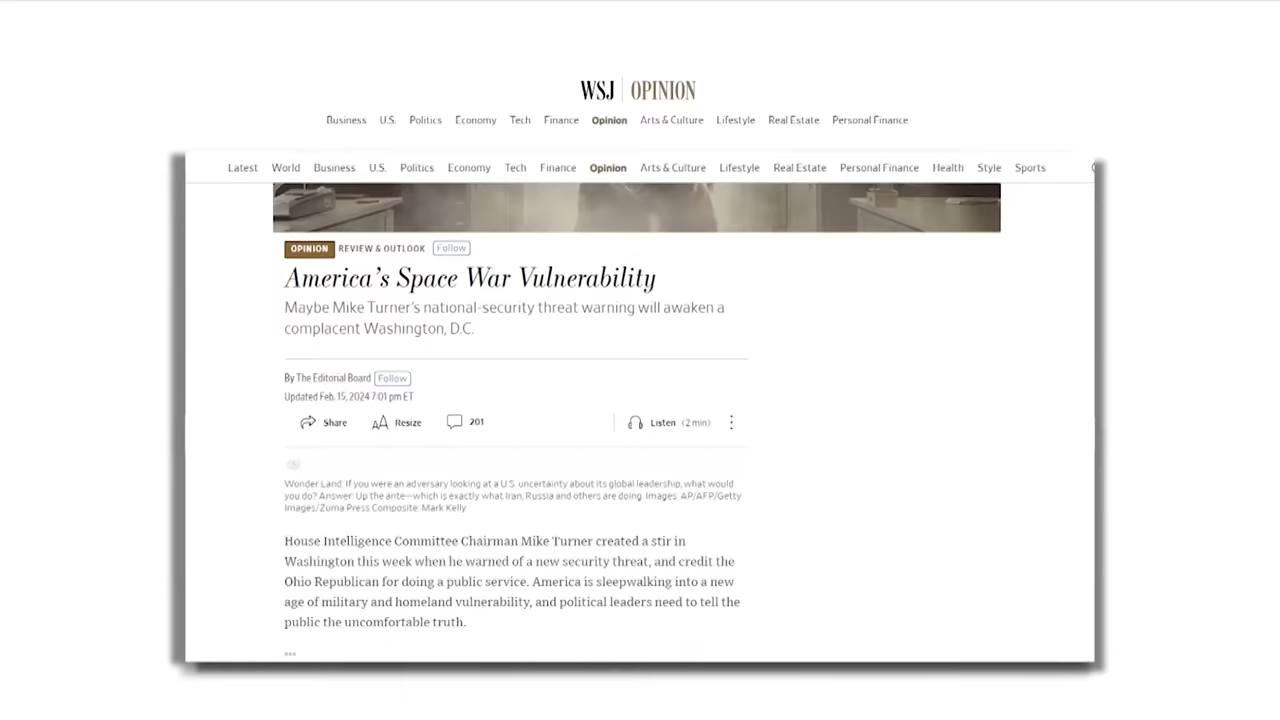 WSJ OPINION
Business U.S. Politics Economy Tech Finance Opinion Arts & Culture Lifestyle Real Estate Personal Finance
Latest World Business U.S. Politics Economy Tech Finance Opinion Arts & Culture Lifestyle Real Estate Personal Finance Health Style Sports
OPINION REVIEW & OUTLOOK Follow
America's Space War Vulnerability
Maybe Mike Turner's national-security threat warning will awaken a
complacent Washington, D.C.
By The Editorial Board Follow
Updated Feb. 15, 2024 7:01 pm ET
Share AA Resize 201 Listen (2 min)
Wonder Land: If you were an adversary looking at a U.S. uncertainty about its global leadership, what would
you do? Answer: Up the ante—which is exactly what Iran, Russia and others are doing. Images: AP/AFP/Getty
Images/Zuma Press Composite: Mark Kelly
House Intelligence Committee Chairman Mike Turner created a stir in
Washington this week when he warned of a new security threat, and credit the
Ohio Republican for doing a public service. America is sleepwalking into a new
age of military and homeland vulnerability, and political leaders need to tell the
public the uncomfortable truth.